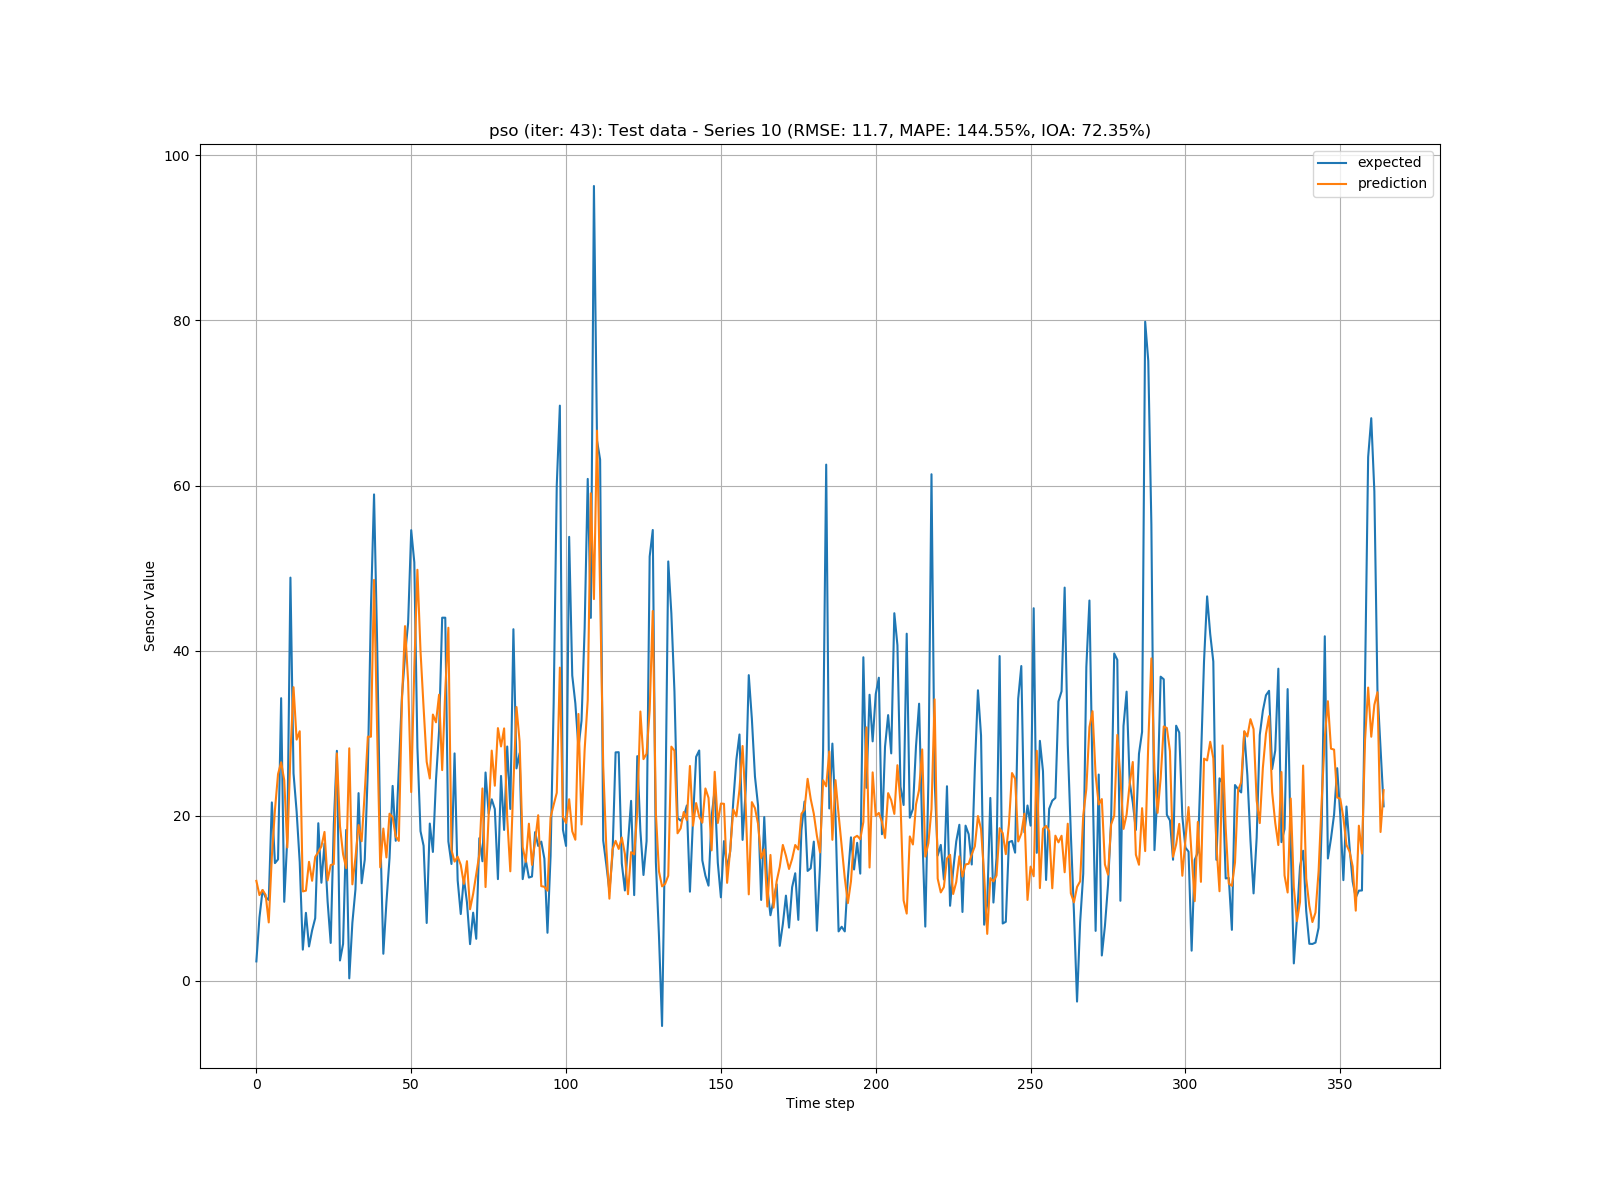 pso (iter: 43): Test data - Series 10 (RMSE: 11.7, MAPE: 144.55%, IOA: 72.35%)
expected
prediction
100
80
60
40
20
0
Sensor Value
0 50 100 150 200 250 300 350
Time step